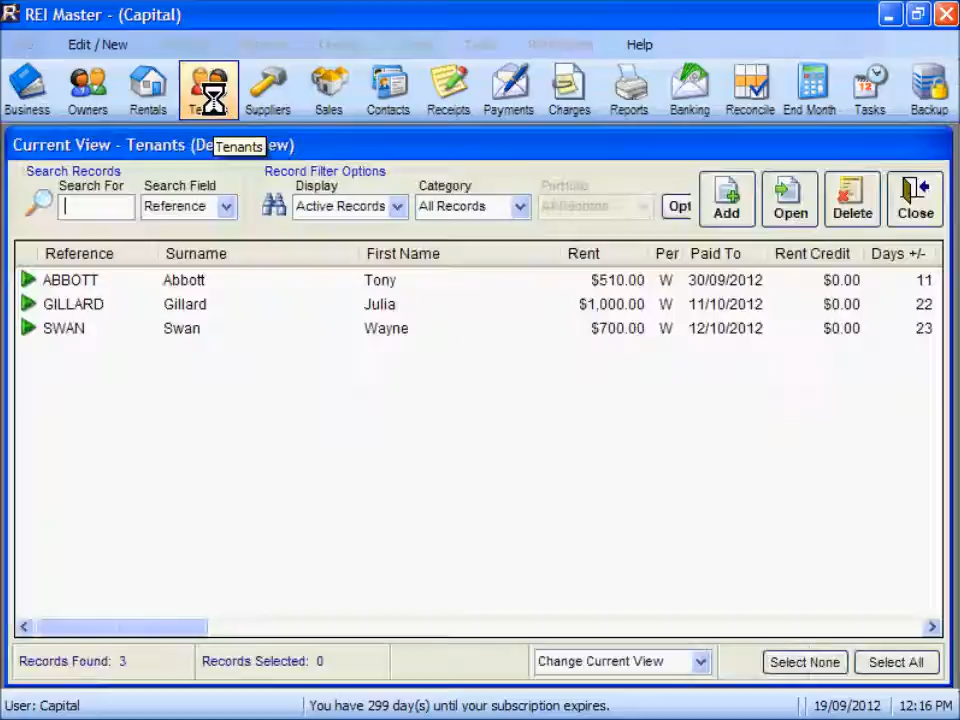 REI Master - (Capital)
Edit / New
Help
Business
Owners
Rentals
Suppliers
Sales
Contacts
Receipts
Payments
Charges
Reports
Banking
Reconcile
End Month
Tasks
Backup
Current View - Tenants (De
ew)
Tenants
Search Records
Search For
Search Field
Reference
Record Filter Options
Display
Active Records
Category
All Records
Portfolio
Opt
Add
Open
Delete
Close
Reference Surname First Name Rent Per Paid To Rent Credit Days +/-
ABBOTT Abbott Tony $510.00 W 30/09/2012 $0.00 11
GILLARD Gillard Julia $1,000.00 W 11/10/2012 $0.00 22
SWAN Swan Wayne $700.00 W 12/10/2012 $0.00 23
Records Found: 3
Records Selected: 0
Change Current View
Select None
Select All
User: Capital
You have 299 day(s) until your subscription expires.
19/09/2012
12:16 PM